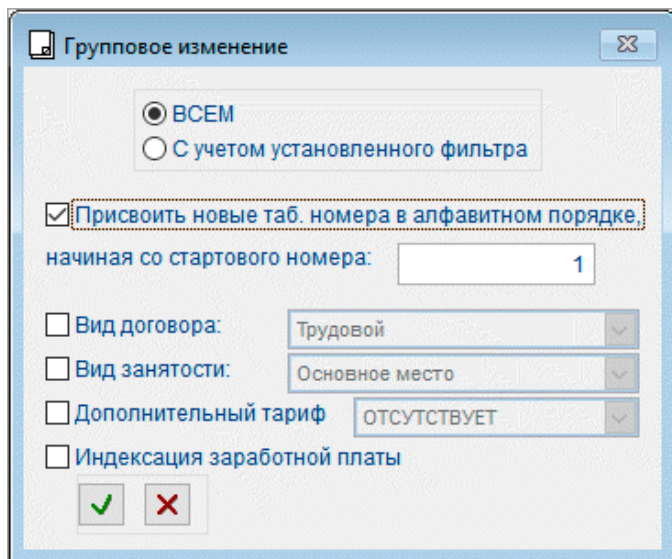 Групповое изменение
ВСЕМ
С учетом установленного фильтра
Присвоить новые таб. номера в алфавитном порядке,
начиная со стартового номера: 1
Вид договора: Трудовой
Вид занятости: Основное место
Дополнительный тариф ОТСУТСТВУЕТ
Индексация заработной платы